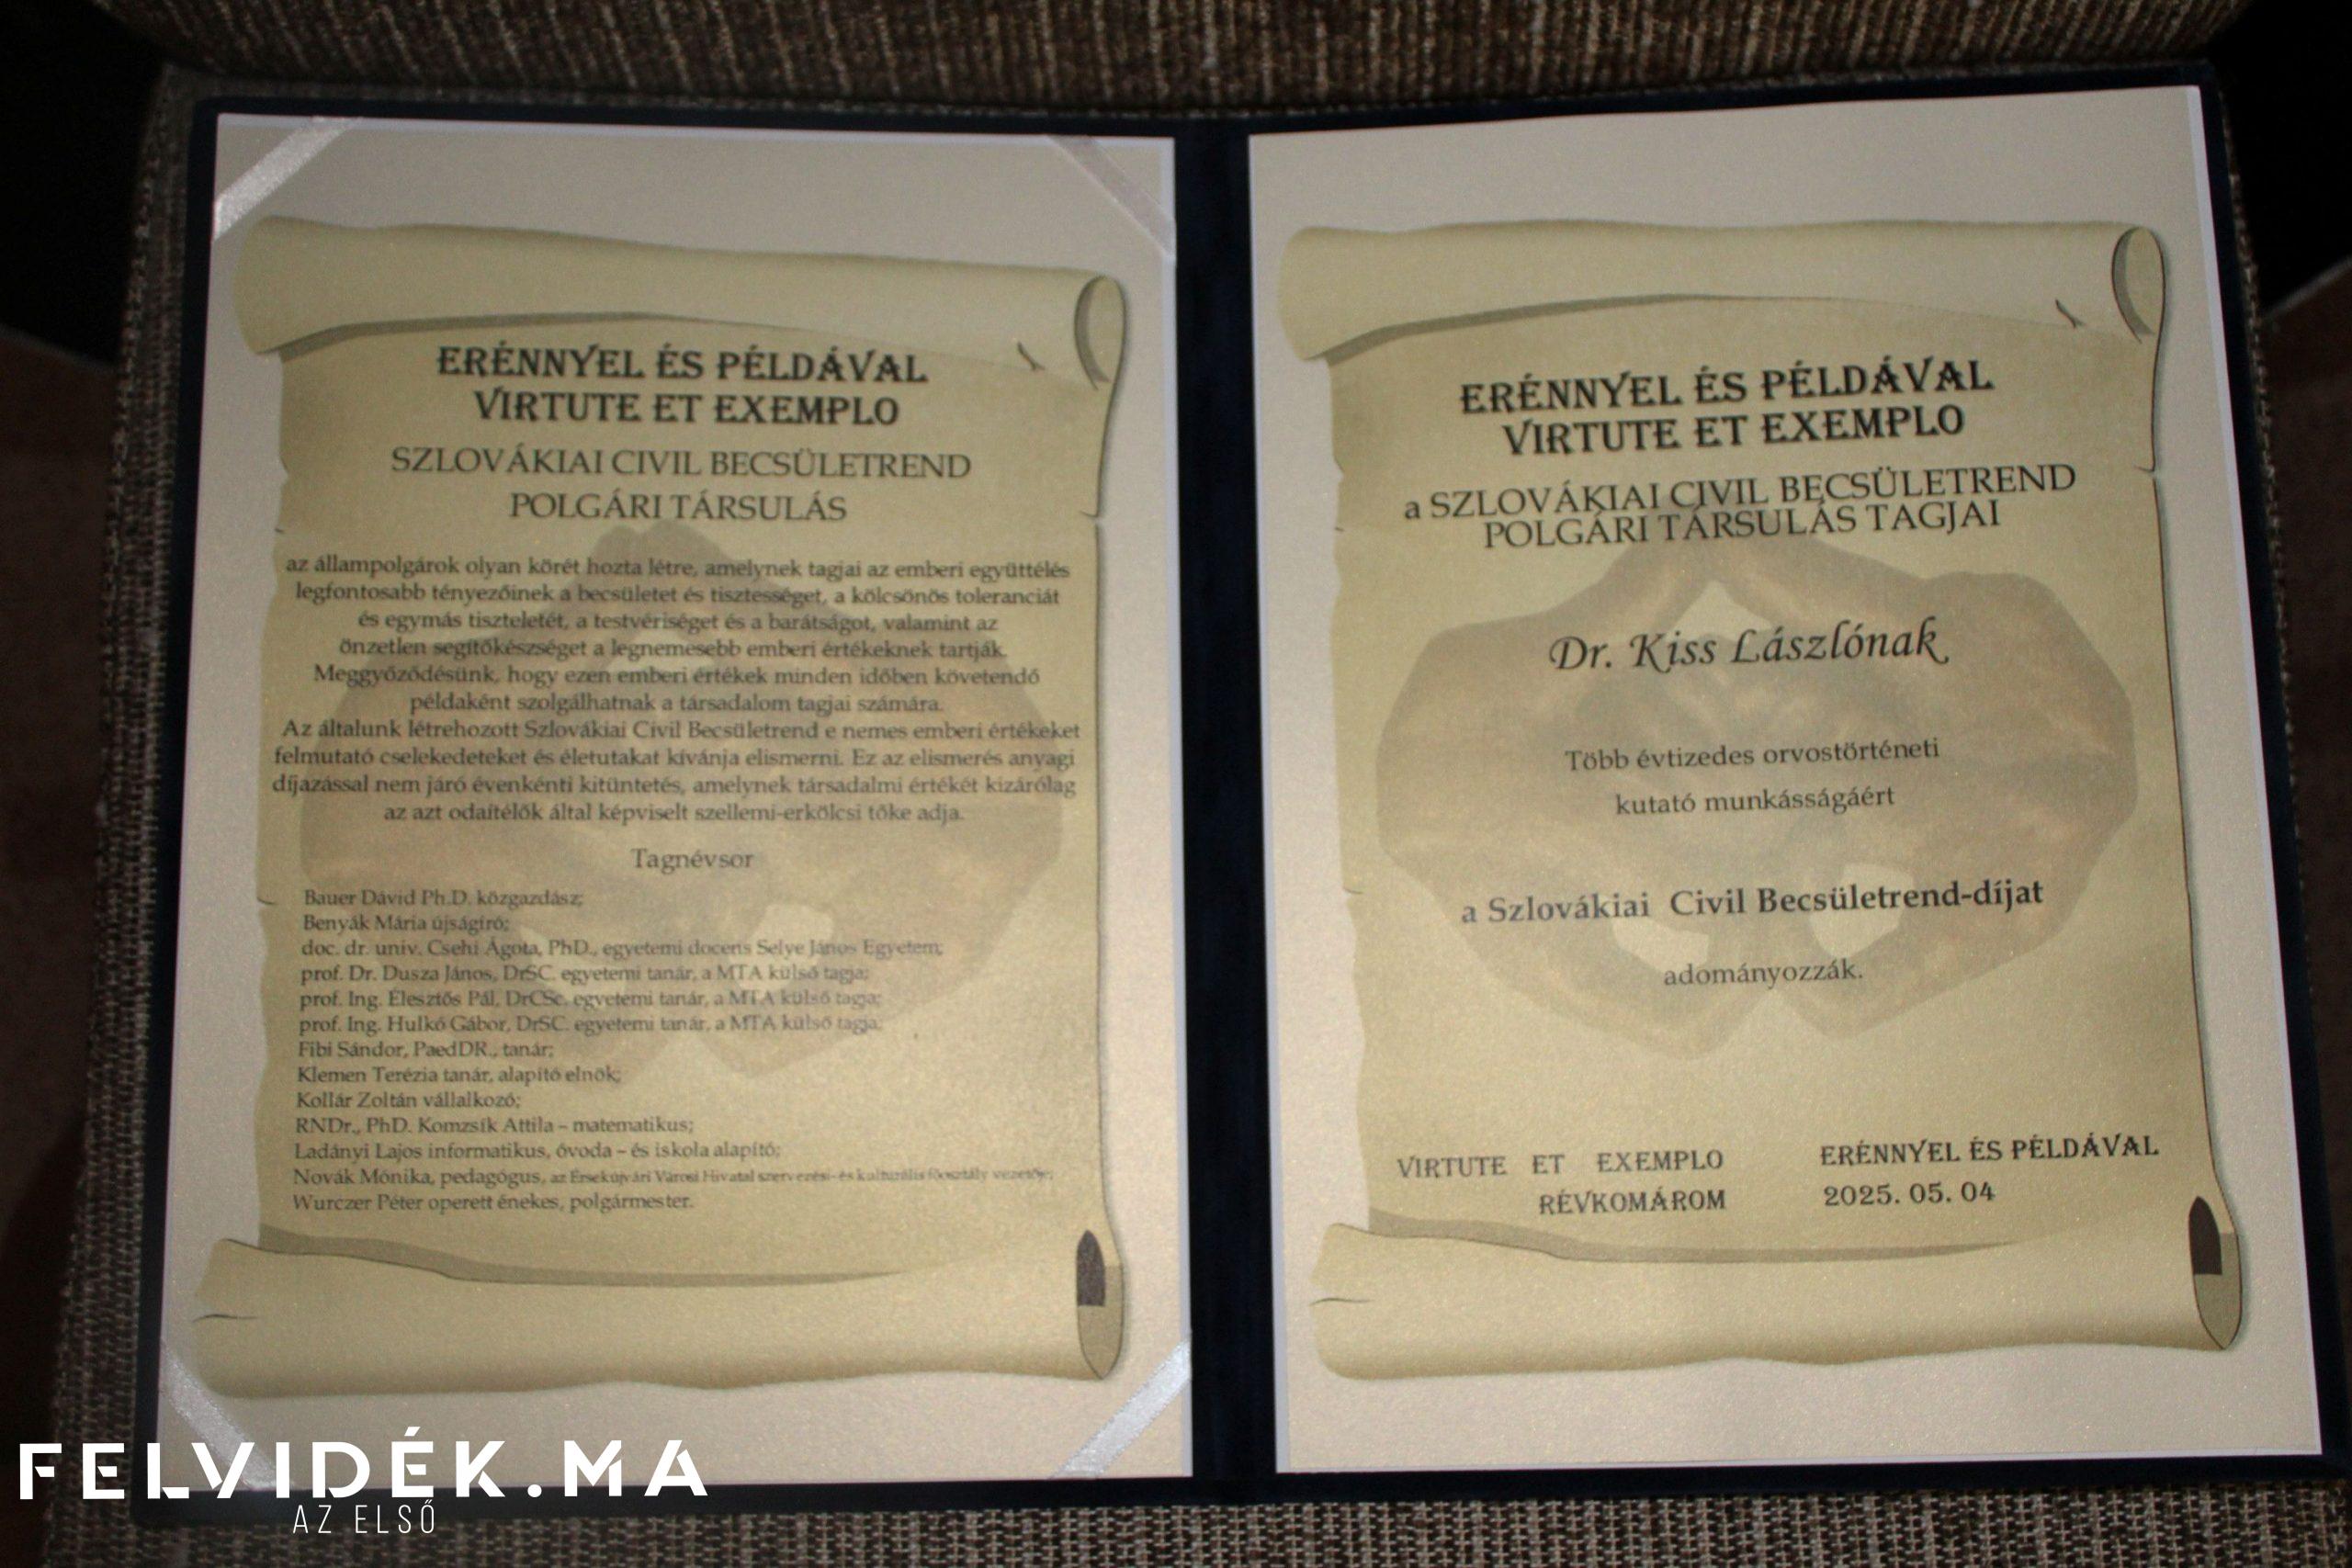 ERÉNNYEL ÉS PÉLDÁVAL
VIRTUTE ET EXEMPLO
SZLOVÁKIAI CIVIL BECSÜLETREND
POLGÁRI TÁRSULÁS
az állampolgárok olyan körét hozta létre, amelynek tagjai az emberi együttélés
legfontosabb tényezőinek a becsületet és tisztességet, a kölcsönös toleranciát
és egymás tiszteletét, a testvériséget és a barátságot, valamint az
önzetlen segítőkészséget a legnemesebb emberi értékeknek tartják.
Meggyőződésünk, hogy ezen emberi értékek minden időben követendő
példaként szolgálhatnak a társadalom tagjai számára.
Az általunk létrehozott Szlovákiai Civil Becsületrend e nemes emberi értékeket
felmutató cselekedeteket és életutakat kívánja elismerni. Ez az elismerés anyagi
díjazással nem járó évenkénti kitüntetés, amelynek társadalmi értékét kizárólag
az azt odaítélők által képviselt szellemi-erkölcsi tőke adja.
Tagnévsor
Bauer Dávid Ph.D. közgazdász;
Benyák Mária újságíró;
doc. dr. univ. Csehi Ágota, PhD., egyetemi docens Selye János Egyetem;
prof. Dr. Dusza János, DrSC. egyetemi tanár, a MTA külső tagja;
prof. Ing. Élesztős Pál, DrCSc. egyetemi tanár, a MTA külső tagja;
prof. Ing. Hulkó Gábor, DrSC. egyetemi tanár, a MTA külső tagja;
Fibi Sándor, PaedDR., tanár;
Klemen Terézia tanár, alapító elnök;
Kollár Zoltán vállalkozó;
RNDr., PhD. Komzsík Attila – matematikus;
Ladányi Lajos informatikus, óvoda – és iskola alapító;
Novák Mónika, pedagógus, az Érsekújvári Városi Hivatal szervezési- és kulturális főosztály vezetője;
Wurczer Péter operett énekes, polgármester.
ERÉNNYEL ÉS PÉLDÁVAL
VIRTUTE ET EXEMPLO
a SZLOVÁKIAI CIVIL BECSÜLETREND
POLGÁRI TÁRSULÁS TAGJAI
Dr. Kiss Lászlónak
Több évtizedes orvostörténeti
kutató munkásságáért
a Szlovákiai Civil Becsületrend-díjat
adományozzák.
VIRTUTE ET EXEMPLO ERÉNNYEL ÉS PÉLDÁVAL
RÉVKOMÁROM 2025. 05. 04
FELVIDÉK.MA
AZ ELSŐ